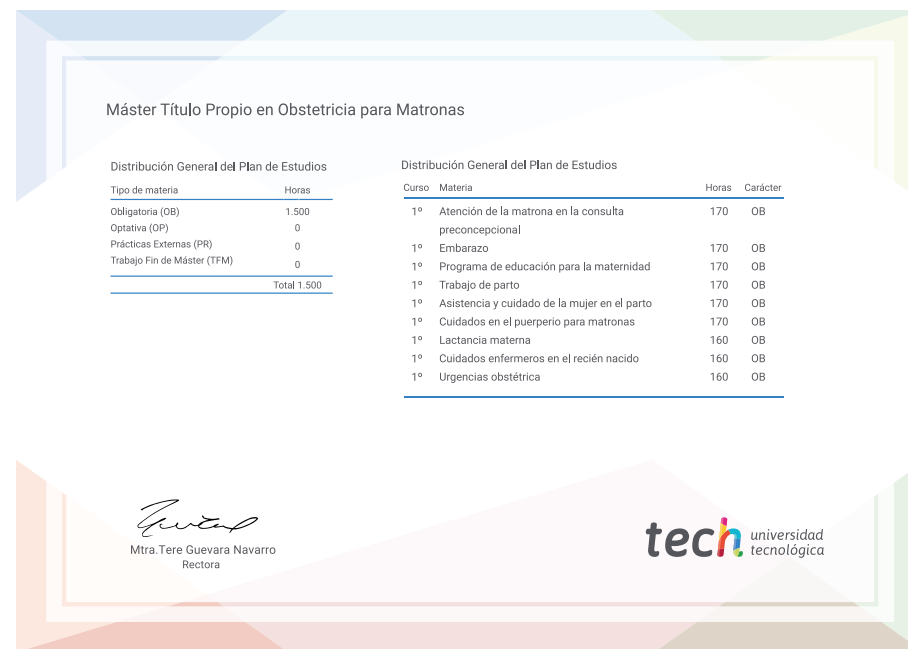 Máster Título Propio en Obstetricia para Matronas
Distribución General del Plan de Estudios
Tipo de materia Horas
Obligatoria (OB) 1.500
Optativa (OP) 0
Prácticas Externas (PR) 0
Trabajo Fin de Máster (TFM) 0
Total 1.500
Distribución General del Plan de Estudios
Curso Materia Horas Carácter
1º Atención de la matrona en la consulta 170 OB
preconcepcional
1º Embarazo 170 OB
1º Programa de educación para la maternidad 170 OB
1º Trabajo de parto 170 OB
1º Asistencia y cuidado de la mujer en el parto 170 OB
1º Cuidados en el puerperio para matronas 170 OB
1º Lactancia materna 160 OB
1º Cuidados enfermeros en el recién nacido 160 OB
1º Urgencias obstétrica 160 OB
Mtra.Tere Guevara Navarro
Rectora
tech universidad
tecnológica